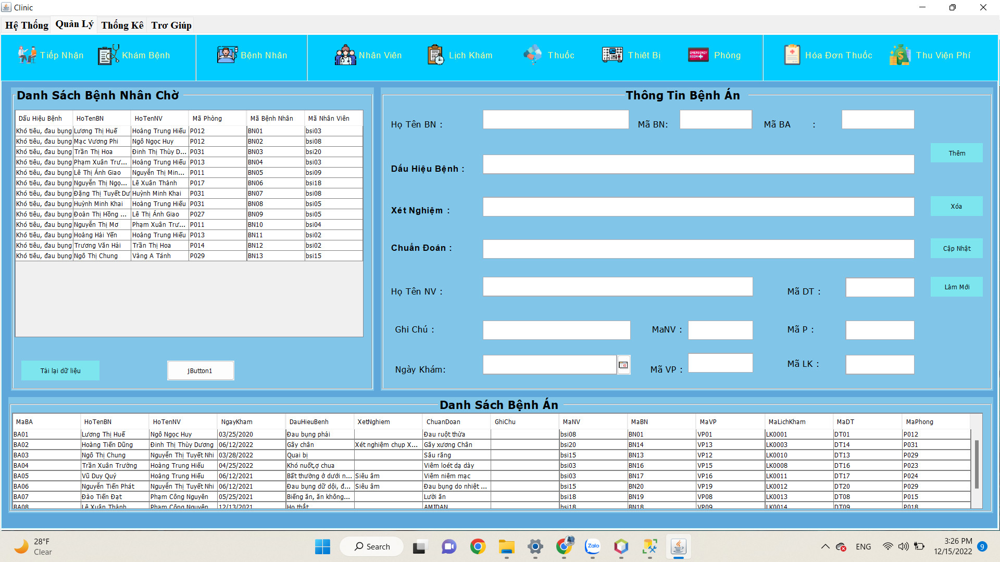 Clinic
Hệ Thống Quản Lý Thống Kê Trơ Giúp
Tiếp Nhận Khám Bệnh Bệnh Nhân Nhân Viên Lịch Khám Thuốc Thiêt Bị Phòng Hóa Đơn Thuốc Thu Viện Phí
EMERGENCY
ROOM
Danh Sách Bệnh Nhân Chờ
Dấu Hiệu Bệnh HoTenBN HoTenNV Mã Phòng Mã Bệnh Nhân Mã Nhân Viên
Khó tiêu, đau bụng Lương Thị Huế Hoàng Trung Hiếu P012 BN01 bsi03
Khó tiêu, đau bụng Mạc Vương Phi Ngô Ngọc Huy P012 BN02 bsi08
Khó tiêu, đau bụng Trần Thị Hoa Đinh Thị Thùy D... P031 BN03 bsi20
Khó tiêu, đau bụng Phạm Xuân Trư... Hoàng Trung Hiếu P013 BN04 bsi03
Khó tiêu, đau bụng Lê Thị Ánh Giao Nguyễn Thị Min... P011 BN05 bsi09
Khó tiêu, đau bụng Nguyễn Thị Ngọ... Lê Xuân Thành P017 BN06 bsi18
Khó tiêu, đau bụng Đặng Thị Tuyết Dư Huỳnh Minh Khai P031 BN07 bsi08
Khó tiêu, đau bụng Huỳnh Minh Khai Hoàng Trung Hiếu P031 BN08 bsi05
Khó tiêu, đau bụng Đoàn Thị Hồng ... Lê Thị Ánh Giao P027 BN09 bsi05
Khó tiêu, đau bụng Nguyễn Thị Mơ Phạm Xuân Trư... P011 BN10 bsi04
Khó tiêu, đau bụng Hoàng Hải Yến Hoàng Trung Hiếu P013 BN11 bsi02
Khó tiêu, đau bụng Trương Văn Hải Trần Thị Hoa P014 BN12 bsi02
Khó tiêu, đau bụng Ngô Thị Chung Vàng A Tánh P029 BN13 bsi15
Tải lại dữ liệu jButton1
Thông Tin Bệnh Án
Họ Tên BN : Mã BN: Mã BA :
Thêm
Dấu Hiệu Bệnh :
Xét Nghiệm : Xóa
Chuẩn Đoán : Cập Nhật
Họ Tên NV : Mã DT : Làm Mới
Ghi Chú : MaNV : Mã P :
Ngày Khám: Mã VP : Mã LK :
Danh Sách Bệnh Án
MaBA HoTenBN HoTenNV NgayKham DauHieuBenh XetNghiem ChuanDoan GhiChu MaNV MaBN MaVP MaLichKham MaDT MaPhong
BA01 Lương Thị Huế Ngô Ngọc Huy 03/25/2020 Đau bụng phải Đau ruột thừa bsi08 BN01 VP01 LK0001 DT01 P012
BA02 Hoàng Tiến Dũng Đinh Thị Thùy Dương 06/12/2022 Gãy chân Xét nghiệm chụp X... Gãy xương Chân bsi20 BN14 VP13 LK0003 DT14 P031
BA03 Ngô Thị Chung Nguyễn Thị Tuyết Nhi 03/28/2022 Quai bị Sâu răng bsi15 BN13 VP12 LK0010 DT13 P029
BA04 Trần Xuân Trường Hoàng Trung Hiếu 04/25/2022 Khó nuốt,ợ chua Viêm loét dạ dày bsi03 BN16 VP15 LK0008 DT16 P023
BA05 Vũ Duy Quý Hoàng Trung Hiếu 06/12/2021 Bất thường ở dưới n... Siêu âm Viêm niêm mạc bsi03 BN17 VP16 LK0011 DT17 P024
BA06 Nguyễn Tiến Phát Nguyễn Thị Tuyết Nhi 06/12/2021 Đau bụng dữ dội, đ... Siêu âm Đau bụng do nhiệt ... bsi15 BN20 VP19 LK0012 DT20 P029
BA07 Đào Tiến Đạt Phạm Công Nguyên 05/25/2021 Biếng ăn, ăn không... Lười ăn bsi18 BN19 VP08 LK0013 DT08 P015
BA08 Lê Xuân Thành Phạm Công Nguyên 12/13/2021 Ho thắt AMIDAN bsi18 BN18 VP09 LK0014 DT09 P018
28°F
Clear
Search
Zalo
ENG
3:26 PM
12/15/2022
9